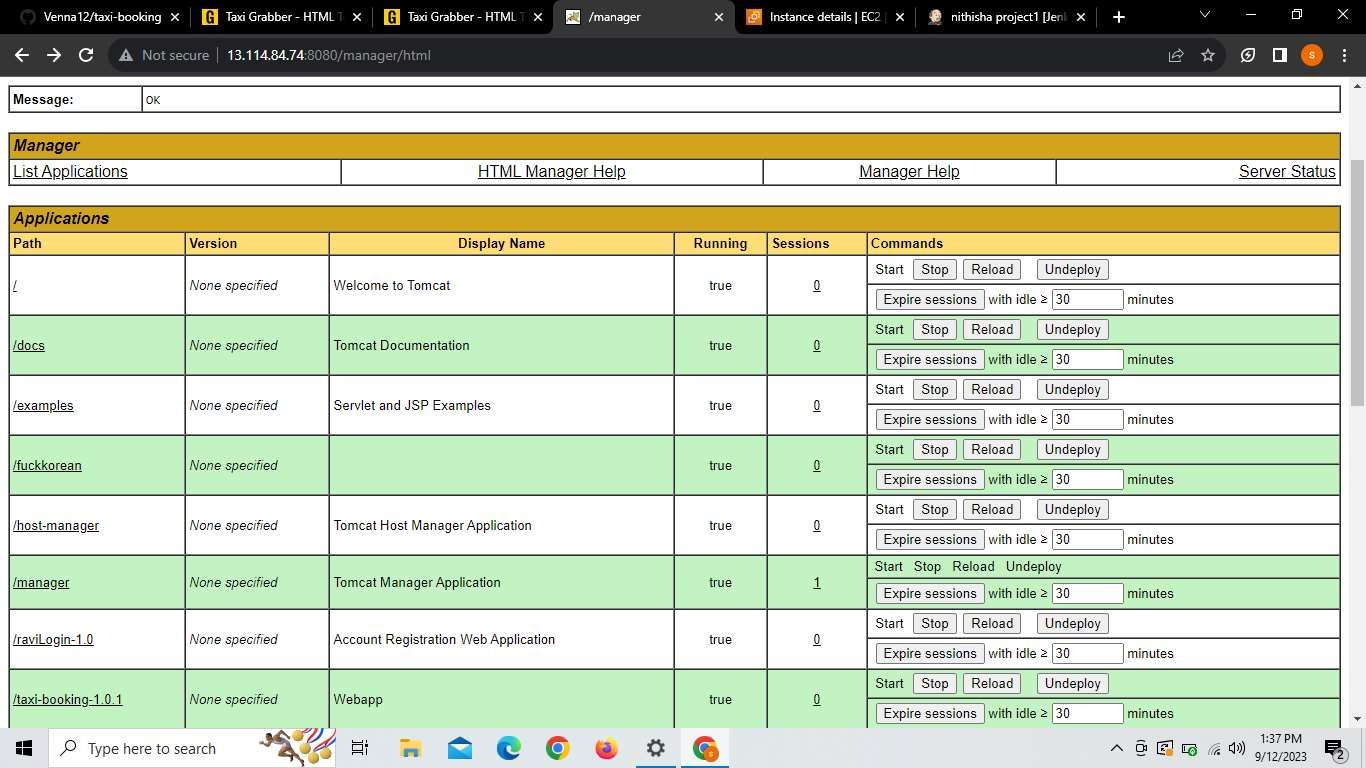 Venna12/taxi-booking
Taxi Grabber - HTML T
Taxi Grabber - HTML T
/manager
Instance details | EC2
nithisha project1 [Jen
Not secure
13.114.84.74:8080/manager/html
S
Message: OK
Manager
List Applications HTML Manager Help Manager Help Server Status
Applications
Path Version Display Name Running Sessions Commands
/ None specified Welcome to Tomcat true 0 Start Stop Reload Undeploy
Expire sessions with idle ≥ 30 minutes
/docs None specified Tomcat Documentation true 0 Start Stop Reload Undeploy
Expire sessions with idle ≥ 30 minutes
/examples None specified Servlet and JSP Examples true 0 Start Stop Reload Undeploy
Expire sessions with idle ≥ 30 minutes
/fuckkorean None specified true 0 Start Stop Reload Undeploy
Expire sessions with idle ≥ 30 minutes
/host-manager None specified Tomcat Host Manager Application true 0 Start Stop Reload Undeploy
Expire sessions with idle ≥ 30 minutes
/manager None specified Tomcat Manager Application true 1 Start Stop Reload Undeploy
Expire sessions with idle ≥ 30 minutes
/raviLogin-1.0 None specified Account Registration Web Application true 0 Start Stop Reload Undeploy
Expire sessions with idle ≥ 30 minutes
/taxi-booking-1.0.1 None specified Webapp true 0 Start Stop Reload Undeploy
Expire sessions with idle ≥ 30 minutes
Type here to search
1:37 PM
9/12/2023
2